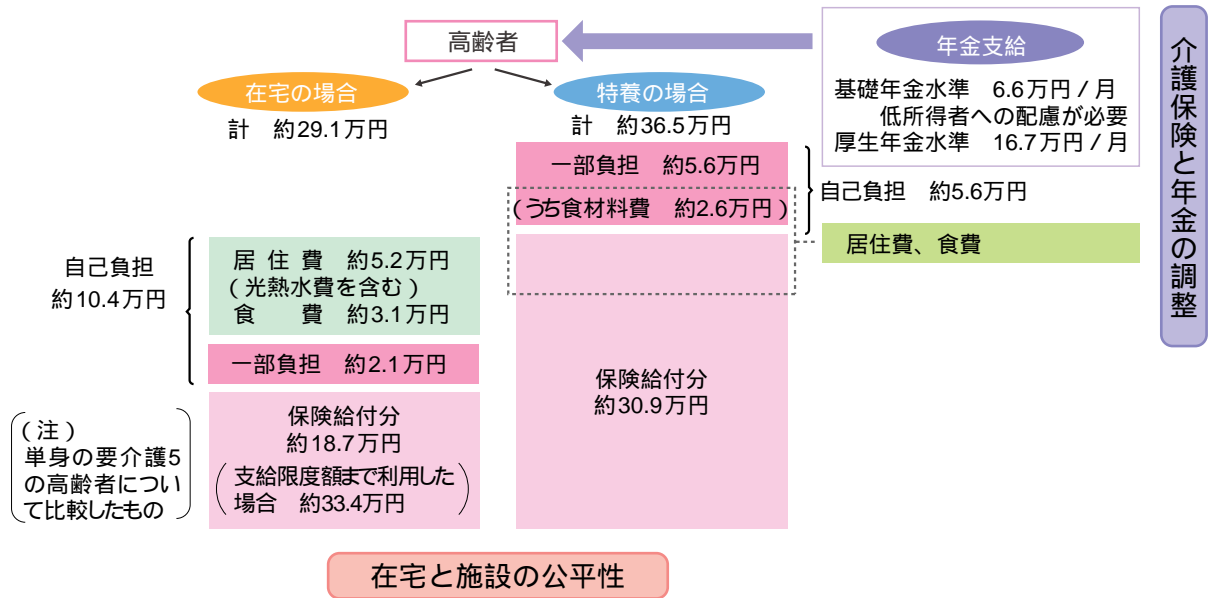 高齢者
年金支給
基礎年金水準 6.6万円/月
低所得者への配慮が必要
厚生年金水準 16.7万円/月
介護保険と年金の調整
在宅の場合
計 約29.1万円
特養の場合
計 約36.5万円
一部負担 約5.6万円
(うち食材料費 約2.6万円)
自己負担 約5.6万円
居住費、食費
保険給付分
約30.9万円
自己負担
約10.4万円
居住費 約5.2万円
(光熱水費を含む)
食 費 約3.1万円
一部負担 約2.1万円
保険給付分
約18.7万円
(支給限度額まで利用した
場合 約33.4万円)
(注)
単身の要介護5
の高齢者につい
て比較したもの
在宅と施設の公平性